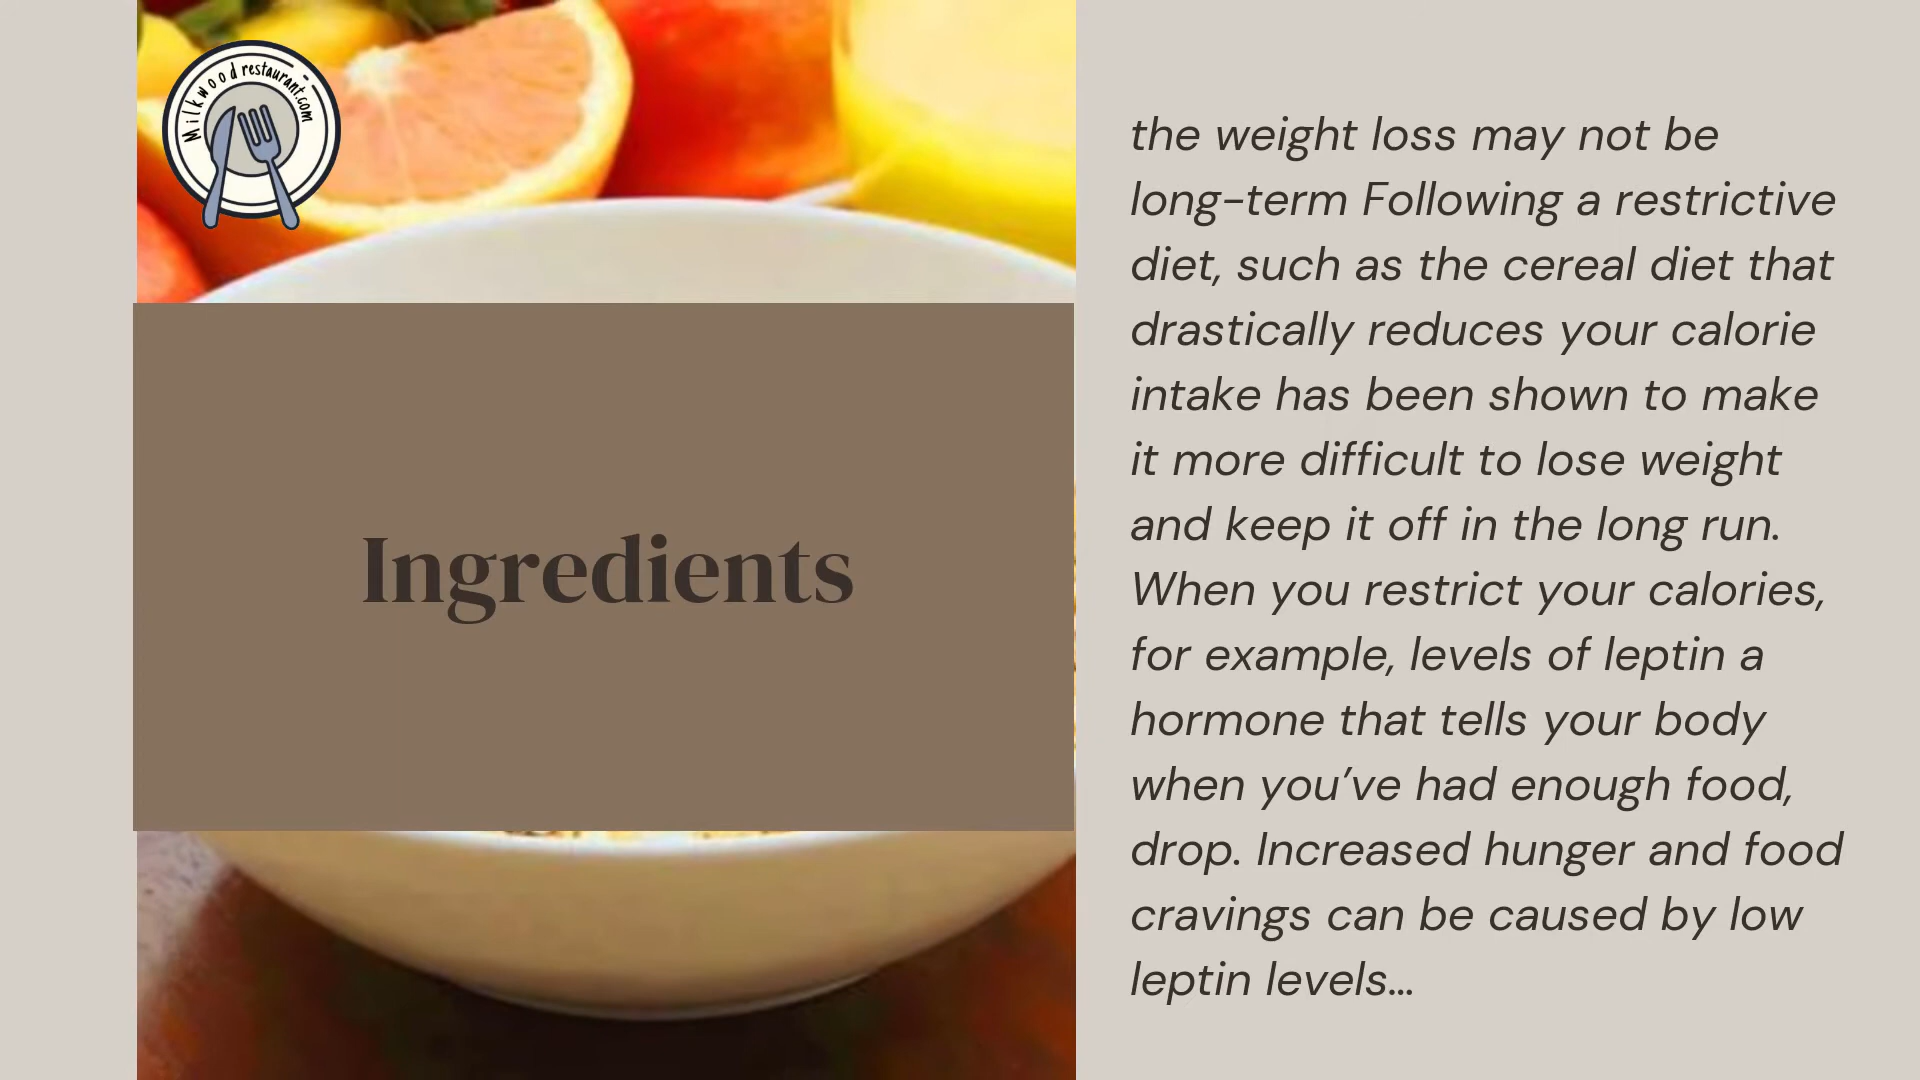 Milkwood restaurant.com
Ingredients
the weight loss may not be
long-term Following a restrictive
diet, such as the cereal diet that
drastically reduces your calorie
intake has been shown to make
it more difficult to lose weight
and keep it off in the long run.
When you restrict your calories,
for example, levels of leptin a
hormone that tells your body
when you’ve had enough food,
drop. Increased hunger and food
cravings can be caused by low
leptin levels…